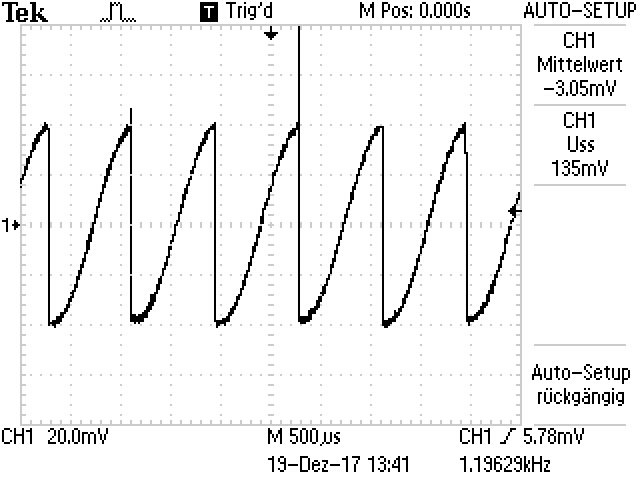 Tek T Trig'd M Pos: 0.000s AUTO-SETUP
CH1
Mittelwert
-3.05mV
CH1
Uss
135mV
1
Auto-Setup
rückgängig
CH1 20.0mV M 500µs CH1 5.78mV
19-Dez-17 13:41 1.19629kHz